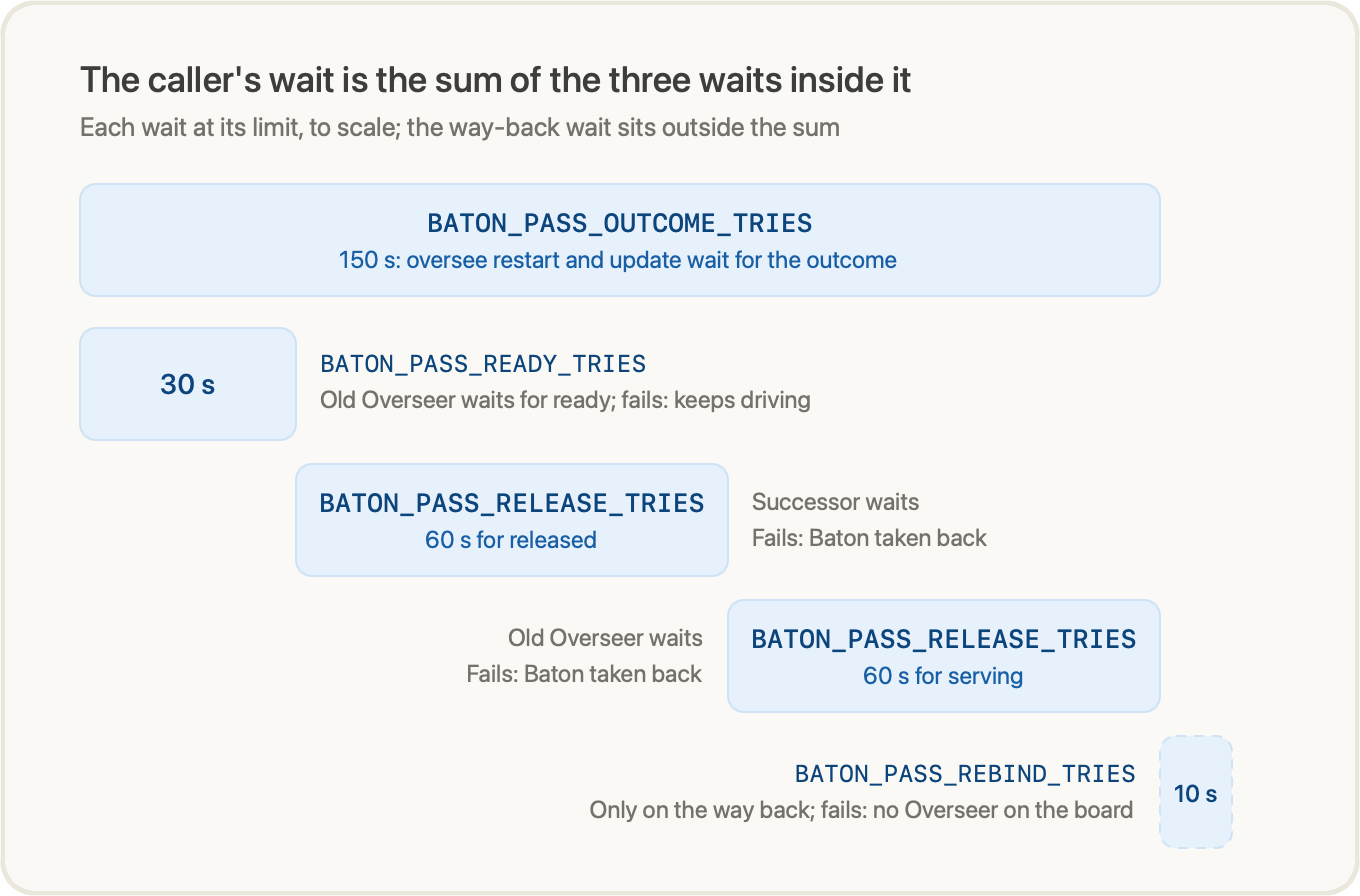 The caller's wait is the sum of the three waits inside it
Each wait at its limit, to scale; the way-back wait sits outside the sum
BATON_PASS_OUTCOME_TRIES
150 s: oversee restart and update wait for the outcome
30 s
BATON_PASS_READY_TRIES
Old Overseer waits for ready; fails: keeps driving
BATON_PASS_RELEASE_TRIES
60 s for released
Successor waits
Fails: Baton taken back
Old Overseer waits
Fails: Baton taken back
BATON_PASS_RELEASE_TRIES
60 s for serving
BATON_PASS_REBIND_TRIES
Only on the way back; fails: no Overseer on the board
10 s